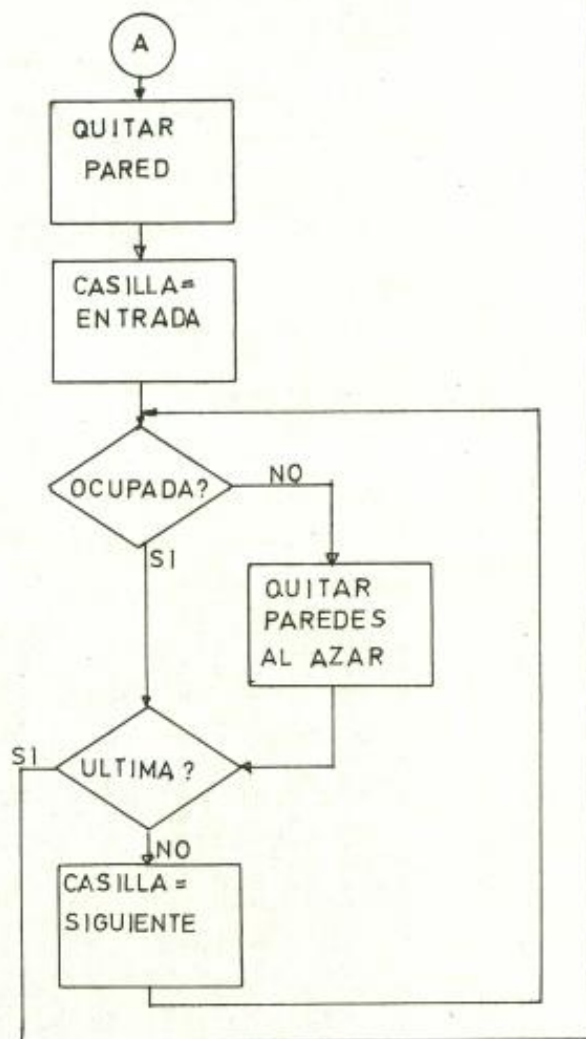 A
QUITAR
PARED
CASILLA=
ENTRADA
OCUPADA?
NO
SI
QUITAR
PAREDES
AL AZAR
SI
ULTIMA?
NO
CASILLA=
SIGUIENTE